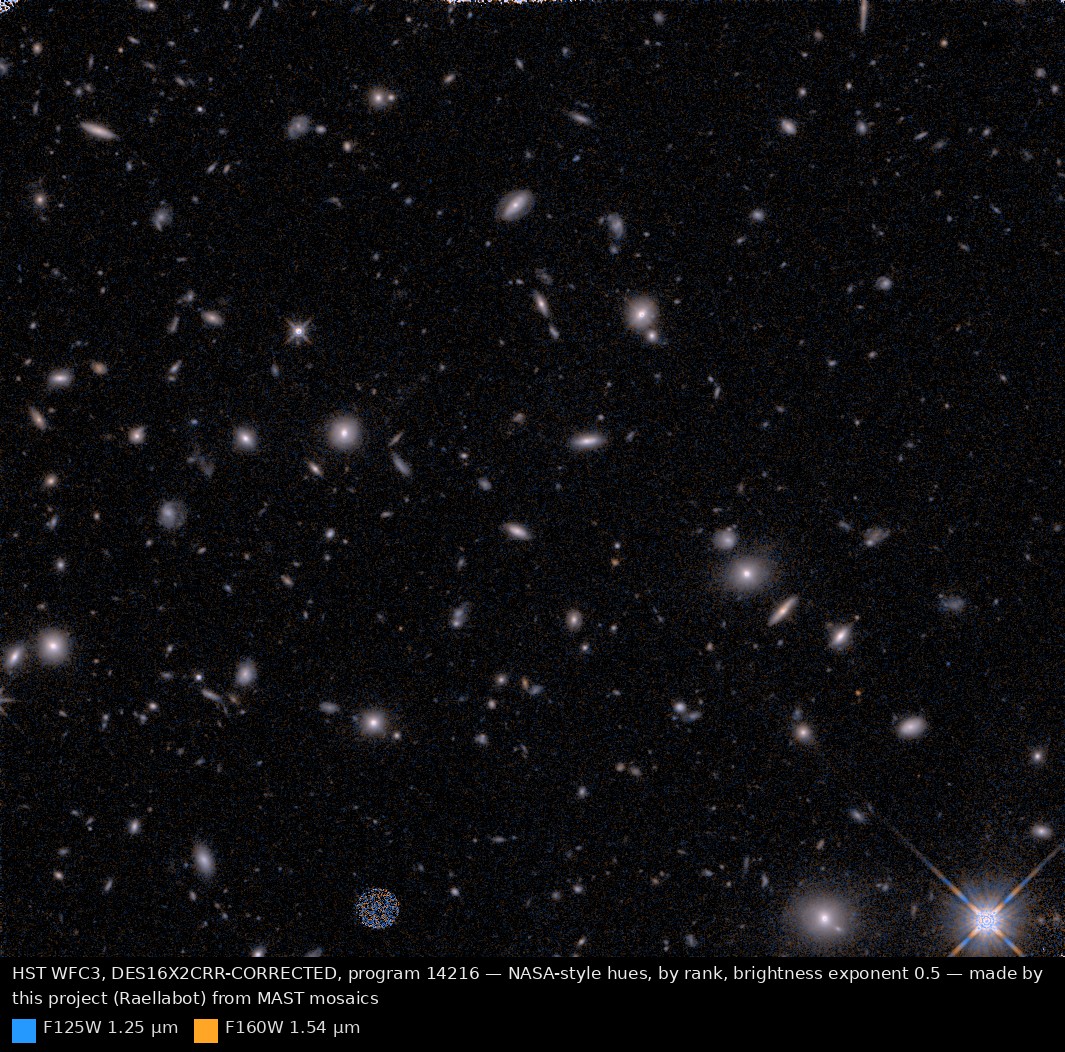 HST WFC3, DES16X2CRR-CORRECTED, program 14216 — NASA-style hues, by rank, brightness exponent 0.5 — made by
this project (Raellabot) from MAST mosaics
F125W 1.25 μm F160W 1.54 μm